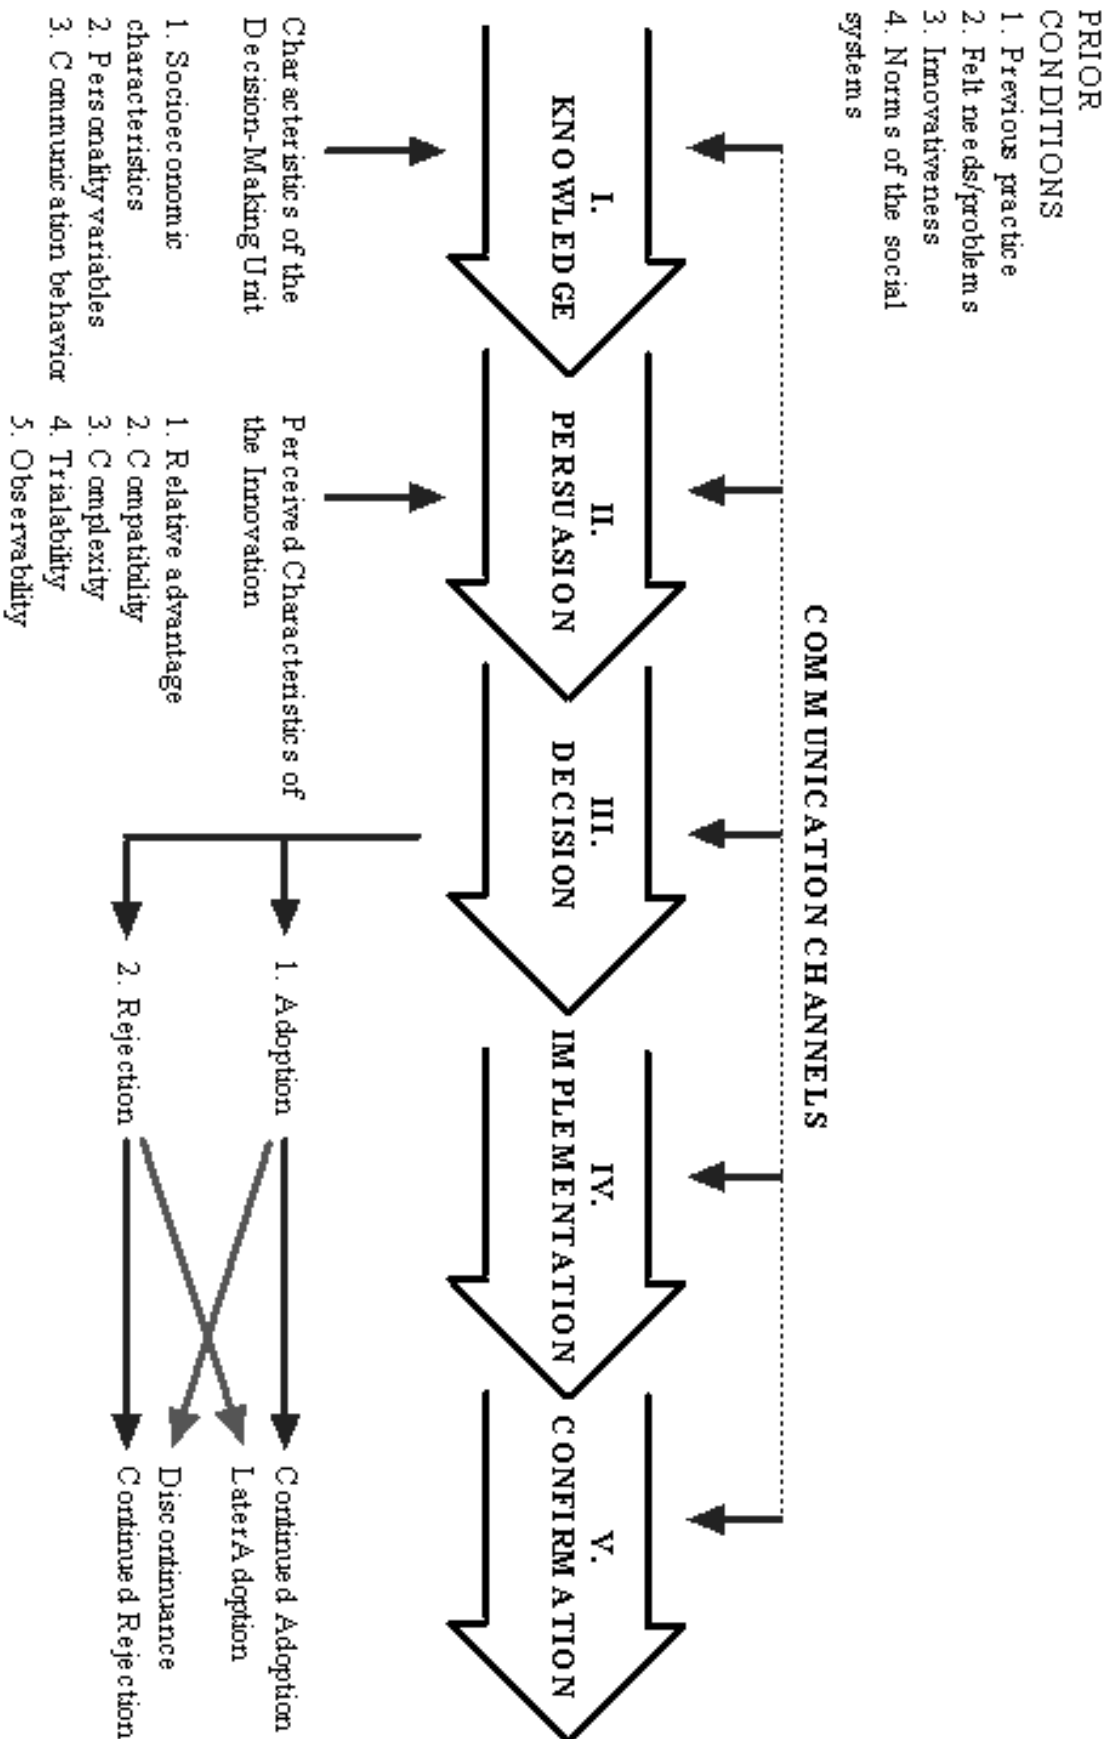 PRIOR
CONDITIONS
1. Previous practice
2. Felt needs/problems
3. Innovativeness
4. Norms of the social
systems
COMMUNICATION CHANNELS
I.
KNOWLEDGE
II.
PERSUASION
III.
DECISION
IV.
IMPLEMENTATION
V.
CONFIRMATION
Characteristics of the
Decision-Making Unit
1. Socioeconomic
characteristics
2. Personality variables
3. Communication behavior
Perceived Characteristics of
the Innovation
1. Relative advantage
2. Compatibility
3. Complexity
4. Trialability
5. Observability
1. Adoption
2. Rejection
Continued Adoption
Later Adoption
Discontinuance
Continued Rejection